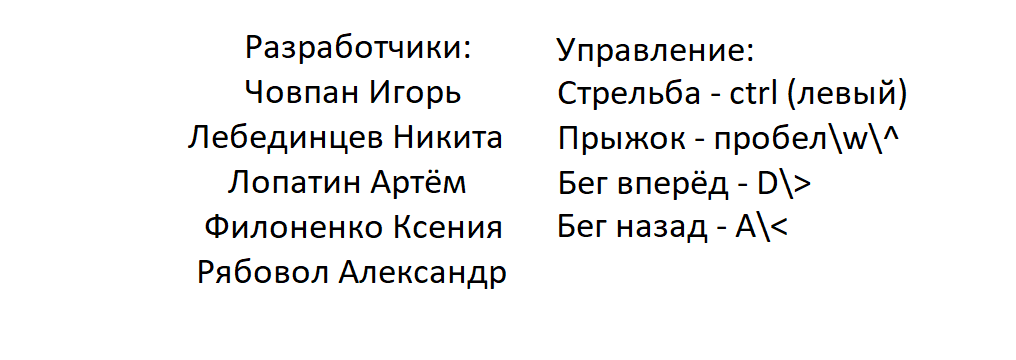 Разработчики:
Човпан Игорь
Лебединцев Никита
Лопатин Артём
Филоненко Ксения
Рябовол Александр
Управление:
Стрельба - ctrl (левый)
Прыжок - пробел\w\^
Бег вперёд - D\>
Бег назад - A\<